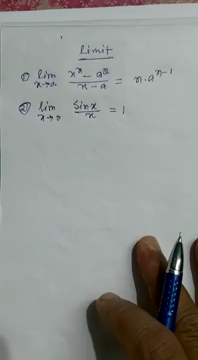 Limit
1) lim x→a (xⁿ - aⁿ)/(x - a) = n·aⁿ⁻¹
2) lim x→0 Sinx/x = 1